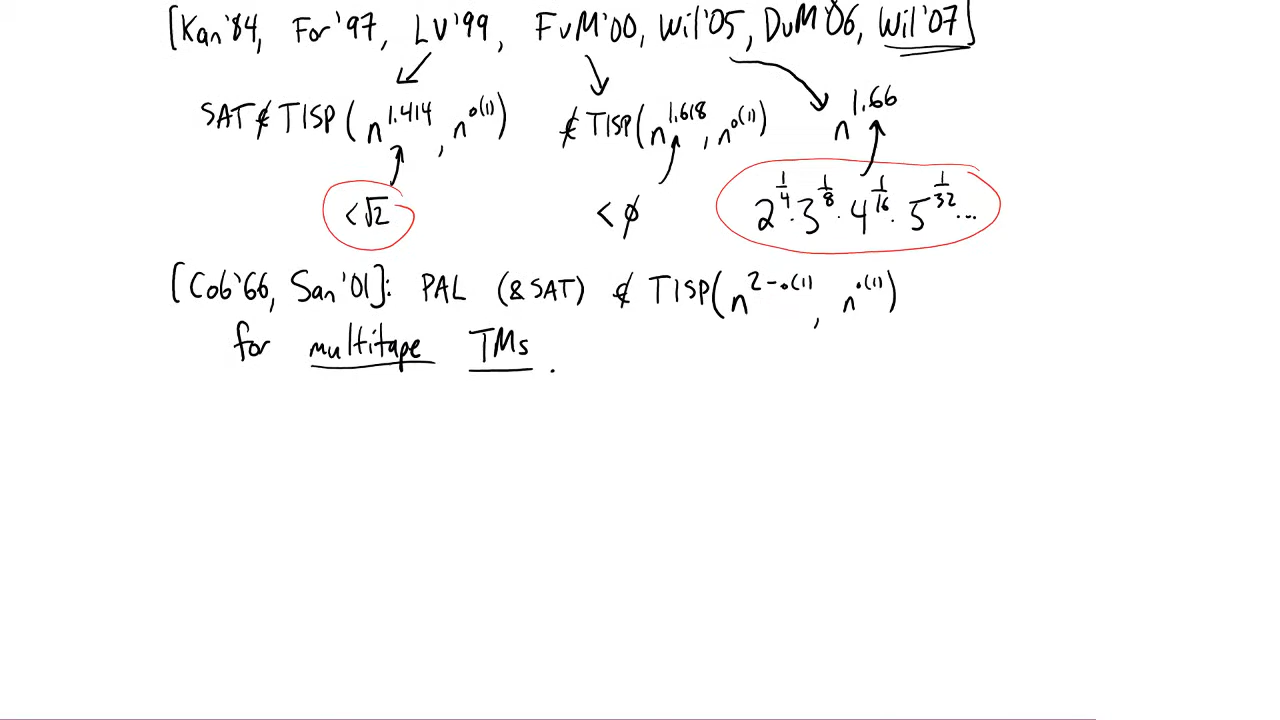 [Kan'84, For'97, LV'99, FvM'00, Wil'05, DvM'06, Wil'07]
SAT ∉ TISP(n^{1.414}, n^{o(1)}) ∉ TISP(n^{1.618}, n^{o(1)}) n^{1.66}
<√2 <ϕ 2^{1/4}·3^{1/8}·4^{1/16}·5^{1/32}...
[Cob'66, San'01]: PAL (& SAT) ∉ TISP(n^{2-o(1)}, n^{o(1)})
for multitape TMs.